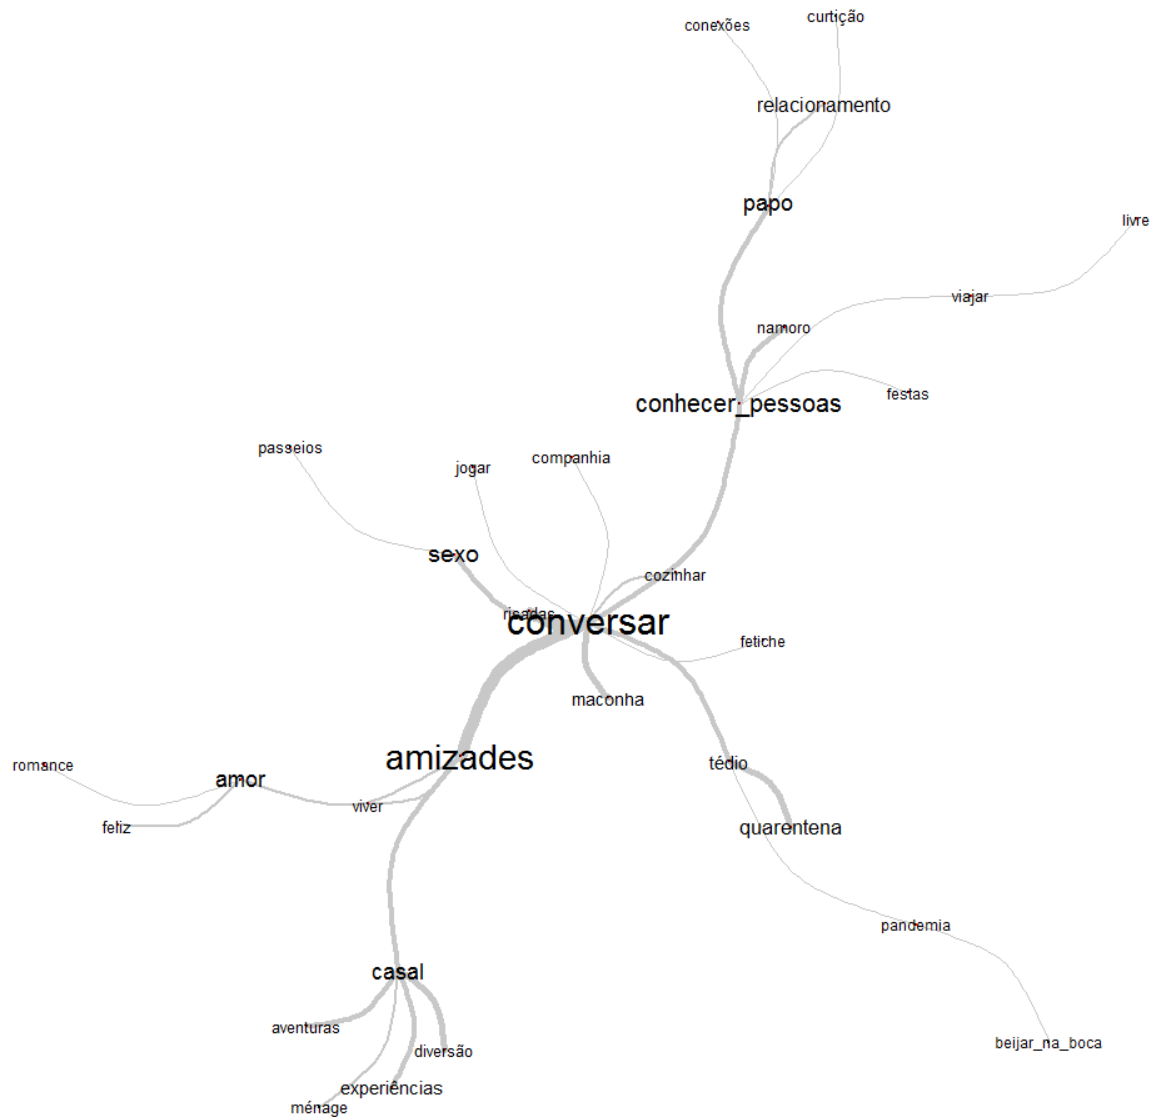 curtição
conexões
relacionamento
papo
livre
viajar
namoro
festas
conhecer_pessoas
passeios
companhia
jogar
sexo
cozinhar
risadas
conversar
fetiche
maconha
amizades
tédio
romance
amor
viver
feliz
quarentena
pandemia
casal
aventuras
beijar_na_boca
diversão
experiências
ménage